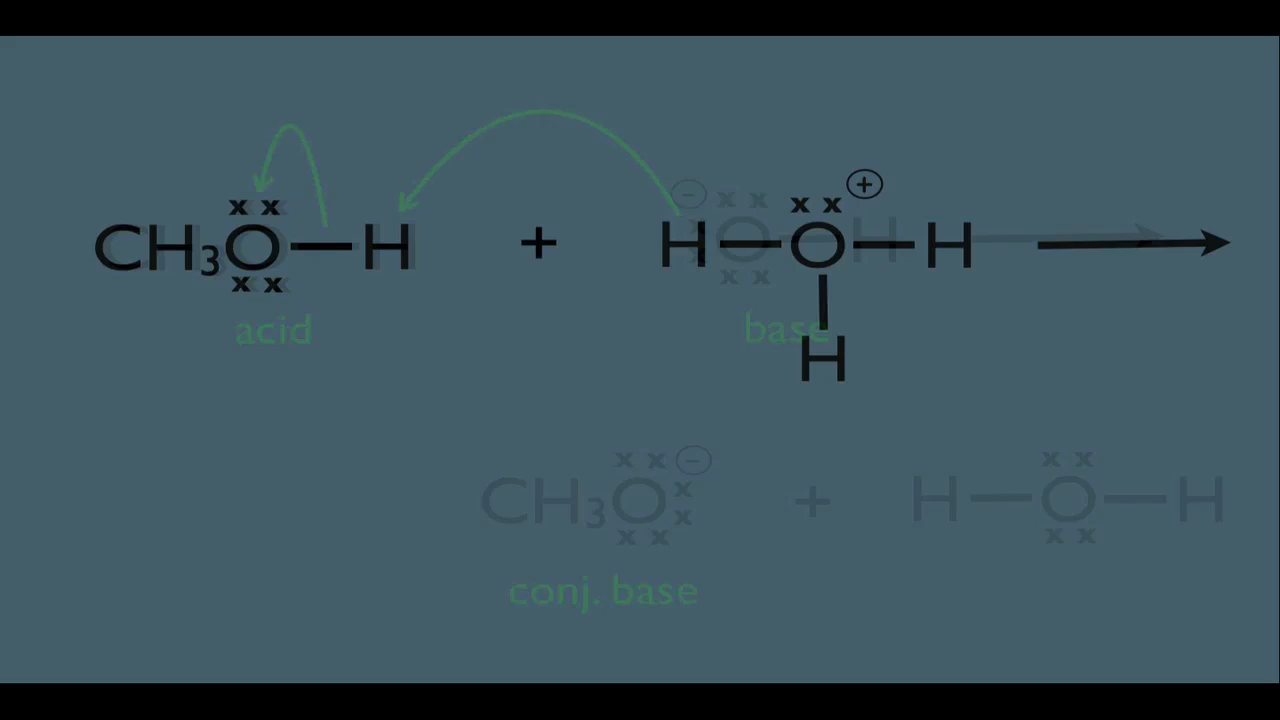 CH₃O—H + H—O—H ⊕ ⟶
H
⊖ O—H
acid base
CH₃O ⊖ + H—O—H
conj. base